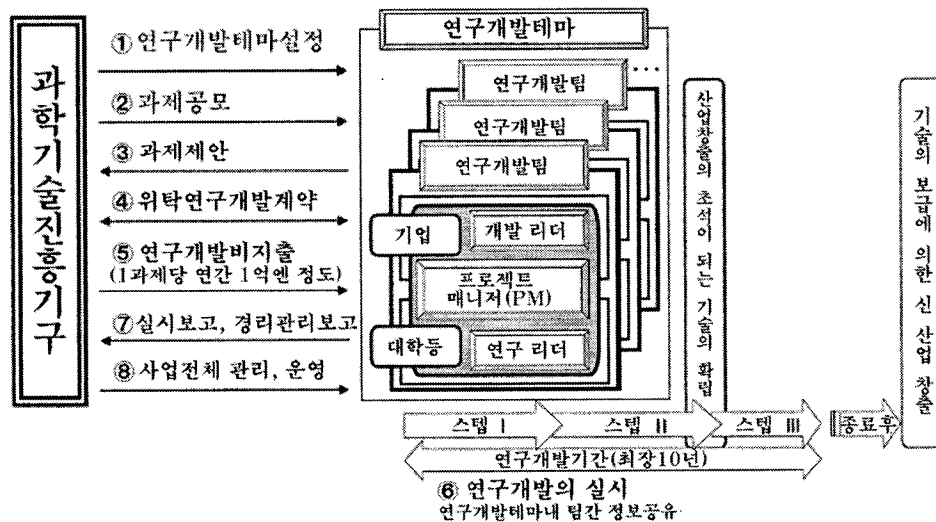 과학기술진흥기구
① 연구개발테마설정
② 과제공모
③ 과제제안
④ 위탁연구개발계약
⑤ 연구개발비지출
(1과제당 연간 1억엔 정도)
⑦ 실시보고, 경리관리보고
⑧ 사업전체 관리, 운영
연구개발테마
연구개발팀
...
연구개발팀
연구개발팀
기업
개발 리더
프로젝트
매니저(PM)
대학등
연구 리더
산업창출의 초석이 되는 기술의 확립
기술의 보급에 의한 신 산업 창출
스텝 I
스텝 II
스텝 III
종료후
연구개발기간(최장10년)
⑥ 연구개발의 실시
연구개발테마내 팀간 정보공유